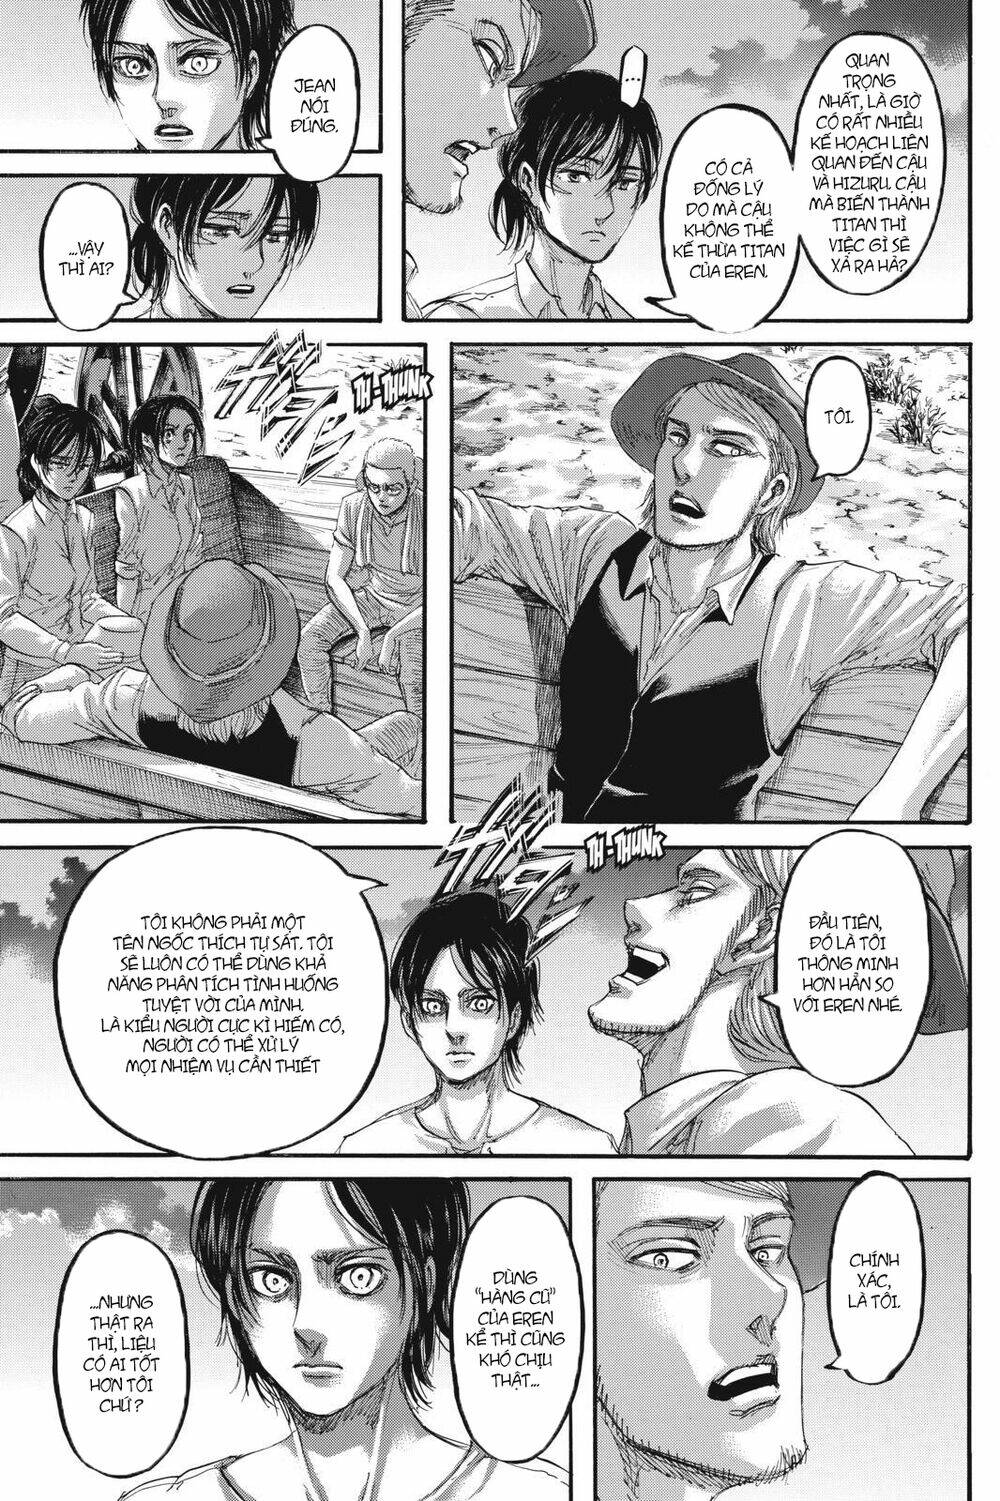 QUAN
TRỌNG
NHẤT, LÀ GIỜ
CÓ RẤT NHIỀU
KẾ HOẠCH LIÊN
QUAN ĐẾN CẬU
VÀ HIZURU. CẬU
MÀ BIẾN THÀNH
TITAN THÌ
VIỆC GÌ SẼ
XẢ RA HẢ?
CÓ CẢ
ĐỐNG LÝ
DO MÀ CẬU
KHÔNG THỂ
KẾ THỪA TITAN
CỦA EREN.
....
JEAN
NÓI
ĐÚNG.
...VẬY
THÌ AI?
TÔI.
TH-THUNK
ĐẦU TIÊN,
ĐÓ LÀ TÔI
THÔNG MINH
HƠN HẲN SO
VỚI EREN NHÉ.
TH-THUNK
TÔI KHÔNG PHẢI MỘT
TÊN NGỐC THÍCH TỰ SÁT. TÔI
SẼ LUÔN CÓ THỂ DÙNG KHẢ
NĂNG PHÂN TÍCH TÌNH HUỐNG
TUYỆT VỜI CỦA MÌNH.
LÀ KIỂU NGƯỜI CỰC KÌ HIẾM CÓ,
NGƯỜI CÓ THỂ XỬ LÝ
MỌI NHIỆM VỤ CẦN THIẾT
CHÍNH
XÁC,
LÀ TÔI.
DÙNG
"HÀNG CŨ"
CỦA EREN
KỂ THÌ CŨNG
KHÓ CHỊU
THẬT...
...NHƯNG
THẬT RA
THÌ, LIỆU
CÓ AI TỐT
HƠN TÔI
CHỨ?